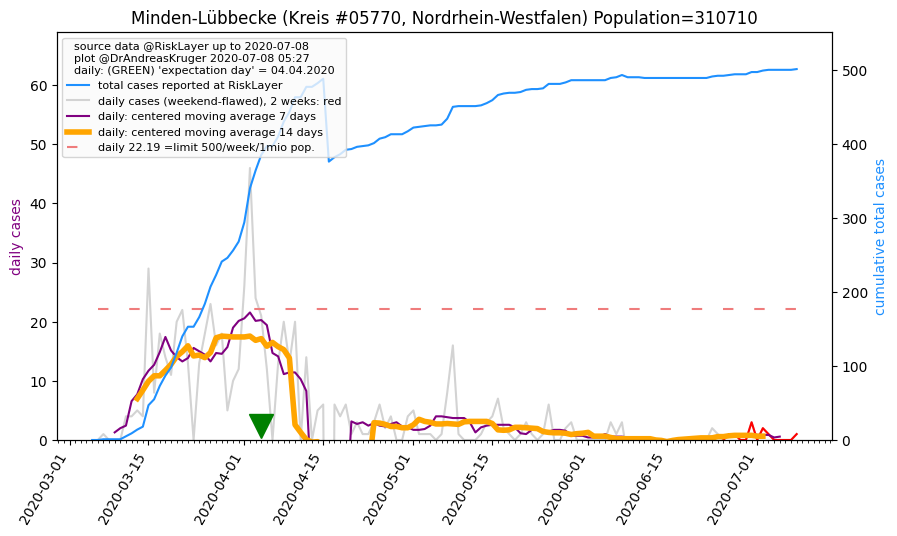 Minden-Lübbecke (Kreis #05770, Nordrhein-Westfalen) Population=310710
source data @RiskLayer up to 2020-07-08
plot @DrAndreasKruger 2020-07-08 05:27
daily: (GREEN) 'expectation day' = 04.04.2020
total cases reported at RiskLayer
daily cases (weekend-flawed), 2 weeks: red
daily: centered moving average 7 days
daily: centered moving average 14 days
daily 22.19 =limit 500/week/1mio pop.
daily cases
60
50
40
30
20
10
0
cumulative total cases
500
400
300
200
100
0
2020-03-01
2020-03-15
2020-04-01
2020-04-15
2020-05-01
2020-05-15
2020-06-01
2020-06-15
2020-07-01